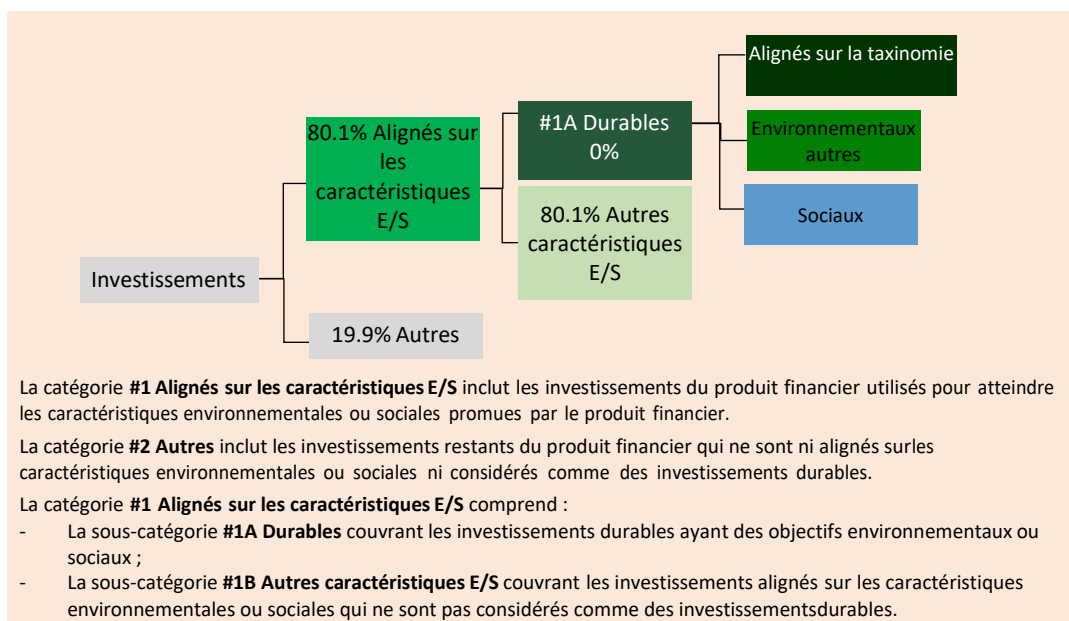 Alignés sur la taxinomie
80.1% Alignés sur
les
caractéristiques
E/S
#1A Durables
0%
Environnementaux
autres
80.1% Autres
caractéristiques
E/S
Sociaux
Investissements
19.9% Autres
La catégorie #1 Alignés sur les caractéristiques E/S inclut les investissements du produit financier utilisés pour atteindre
les caractéristiques environnementales ou sociales promues par le produit financier.
La catégorie #2 Autres inclut les investissements restants du produit financier qui ne sont ni alignés surles
caractéristiques environnementales ou sociales ni considérés comme des investissements durables.
La catégorie #1 Alignés sur les caractéristiques E/S comprend :
- La sous-catégorie #1A Durables couvrant les investissements durables ayant des objectifs environnementaux ou
sociaux ;
- La sous-catégorie #1B Autres caractéristiques E/S couvrant les investissements alignés sur les caractéristiques
environnementales ou sociales qui ne sont pas considérés comme des investissementsdurables.